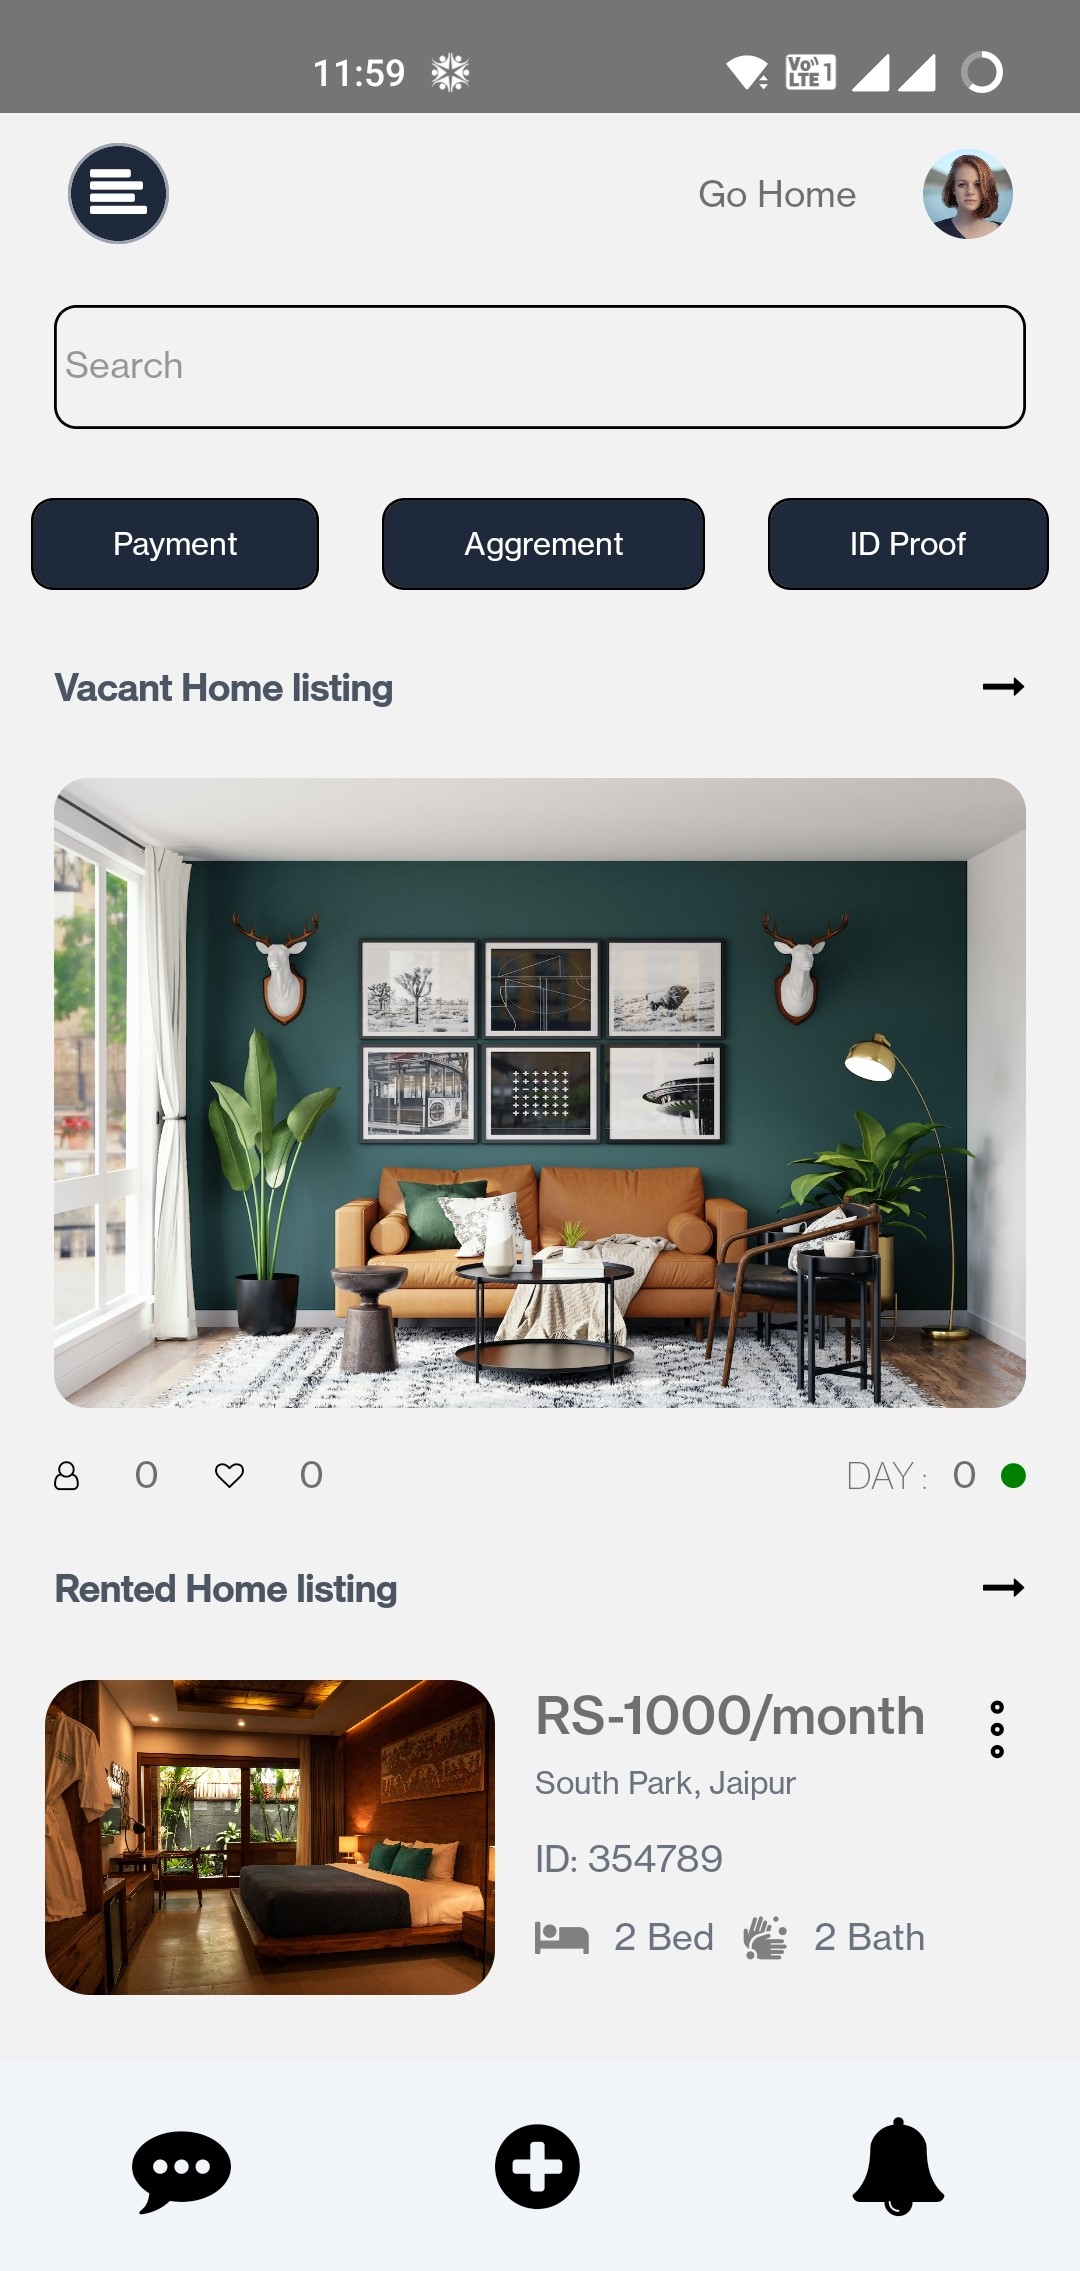 11:59 Vo)) LTE 1
Go Home
Search
Payment Aggrement ID Proof
Vacant Home listing
0 0 DAY : 0
Rented Home listing
RS-1000/month
South Park, Jaipur
ID: 354789
2 Bed 2 Bath